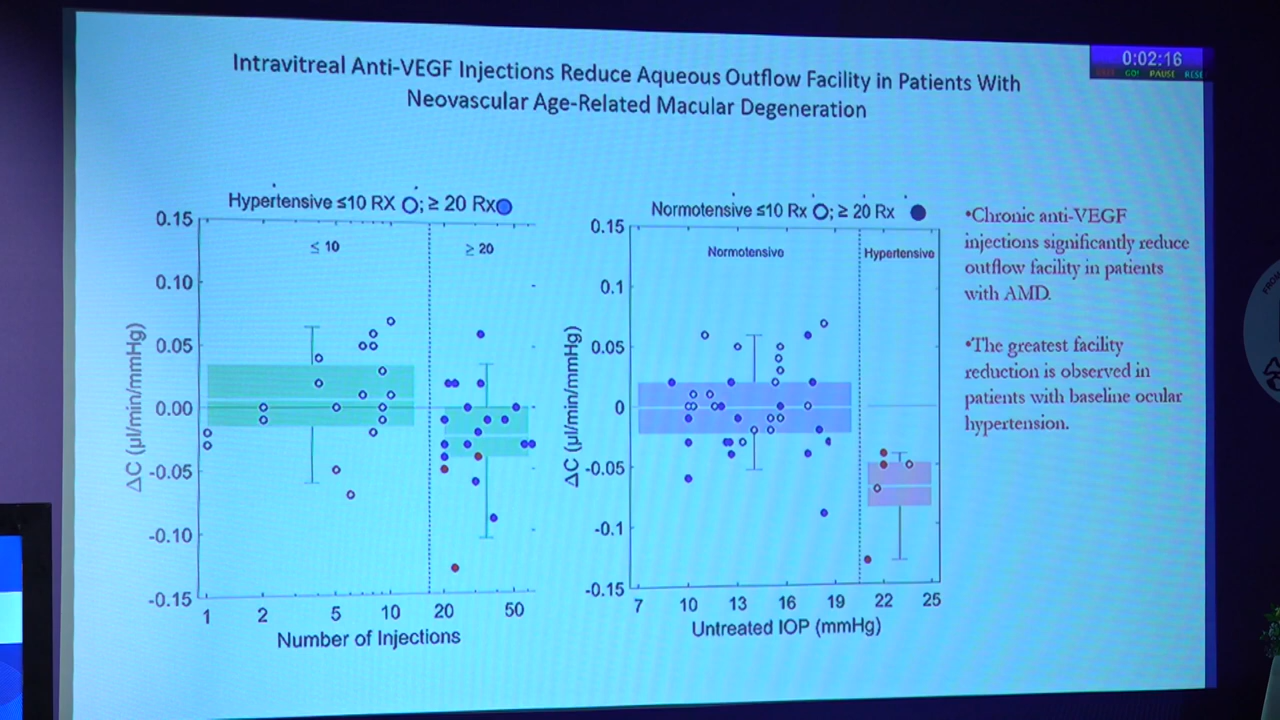 Intravitreal Anti-VEGF Injections Reduce Aqueous Outflow Facility in Patients With
Neovascular Age-Related Macular Degeneration
0:02:16
GO! PAUSE
Hypertensive ≤10 RX O; ≥ 20 Rx
≤ 10
≥ 20
0.15
0.10
0.05
0.00
-0.05
-0.10
-0.15
ΔC (µl/min/mmHg)
1 2 5 10 20 50
Number of Injections
Normotensive ≤10 Rx O; ≥ 20 Rx
Normotensive
Hypertensive
0.15
0.1
0.05
0
-0.05
-0.1
-0.15
ΔC (µl/min/mmHg)
7 10 13 16 19 22 25
Untreated IOP (mmHg)
•Chronic anti-VEGF
injections significantly reduce
outflow facility in patients
with AMD.
•The greatest facility
reduction is observed in
patients with baseline ocular
hypertension.